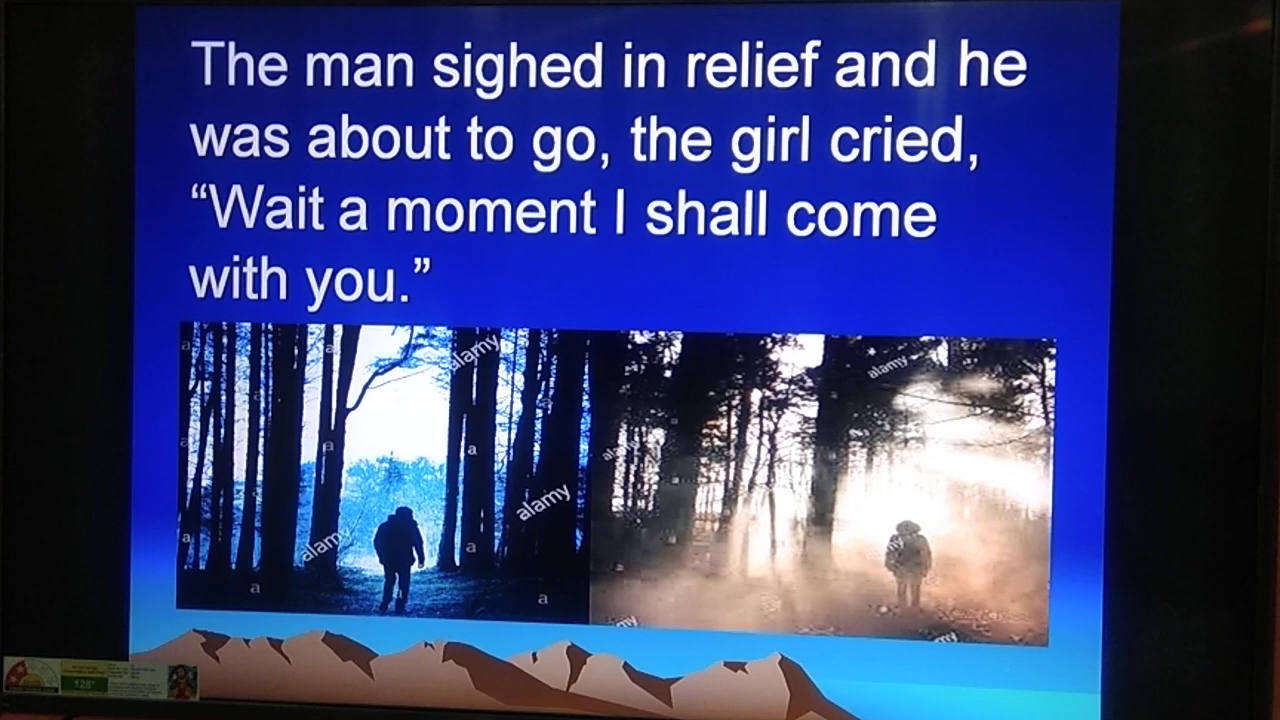 The man sighed in relief and he
was about to go, the girl cried,
“Wait a moment I shall come
with you.”
alamy
alamy
alamy
alamy
128°